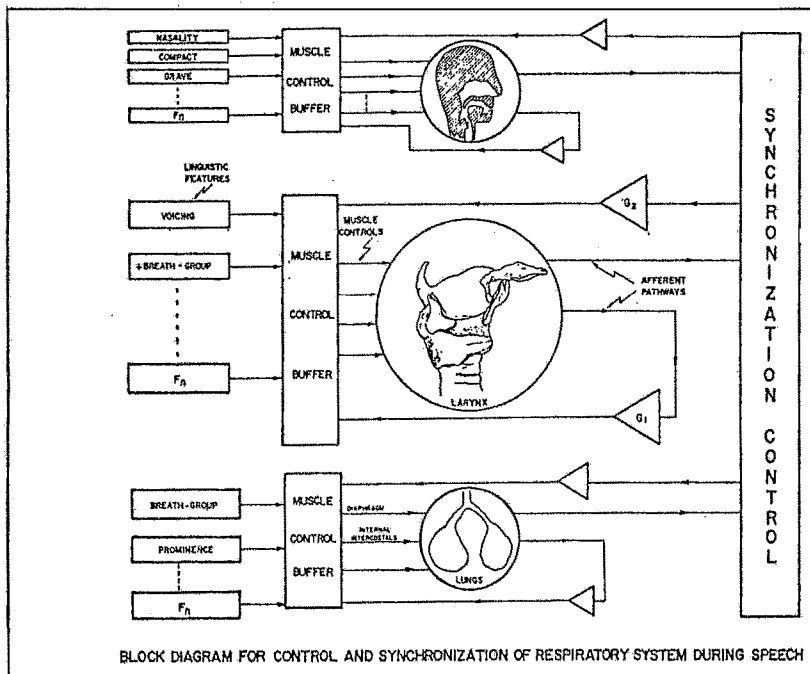 NASALITY
COMPACT
GRAVE
Fn
MUSCLE
CONTROL
BUFFER
LINGUISTIC
FEATURES
VOICING
+BREATH-GROUP
Fn
MUSCLE
CONTROL
BUFFER
MUSCLE
CONTROLS
LARYNX
G2
AFFERENT
PATHWAYS
G1
BREATH-GROUP
PROMINENCE
Fn
MUSCLE
CONTROL
BUFFER
DIAPHRAGM
INTERNAL
INTERCOSTALS
LUNGS
SYNCHRONIZATION CONTROL
BLOCK DIAGRAM FOR CONTROL AND SYNCHRONIZATION OF RESPIRATORY SYSTEM DURING SPEECH